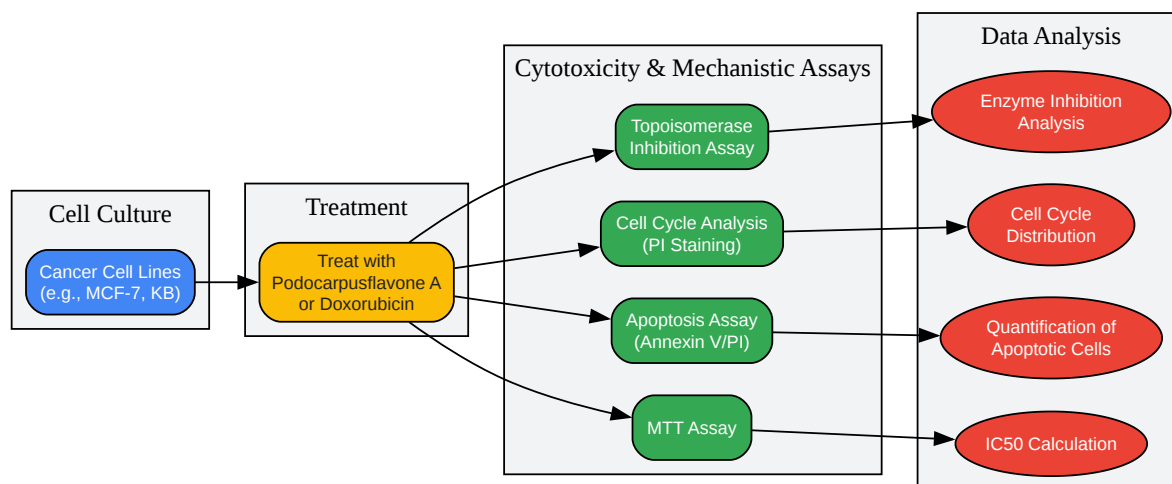 Cell Culture
Cancer Cell Lines
(e.g., MCF-7, KB)
Treatment
Treat with
Podocarpusflavone A
or Doxorubicin
Cytotoxicity & Mechanistic Assays
Topoisomerase
Inhibition Assay
Cell Cycle Analysis
(PI Staining)
Apoptosis Assay
(Annexin V/PI)
MTT Assay
Data Analysis
Enzyme Inhibition
Analysis
Cell Cycle
Distribution
Quantification of
Apoptotic Cells
IC50 Calculation